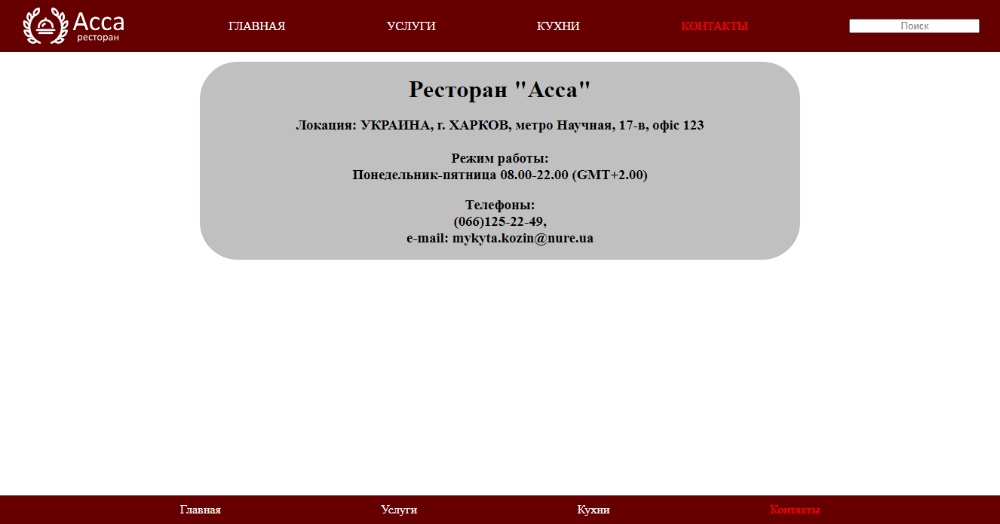 Acca
ресторан
ГЛАВНАЯ
УСЛУГИ
КУХНИ
КОНТАКТЫ
Поиск
Ресторан "Acca"
Локация: УКРАИНА, г. ХАРКОВ, метро Научная, 17-в, офіс 123
Режим работы:
Понедельник-пятница 08.00-22.00 (GMT+2.00)
Телефоны:
(066)125-22-49,
e-mail: mykyta.kozin@nure.ua
Главная
Услуги
Кухни
Контакты